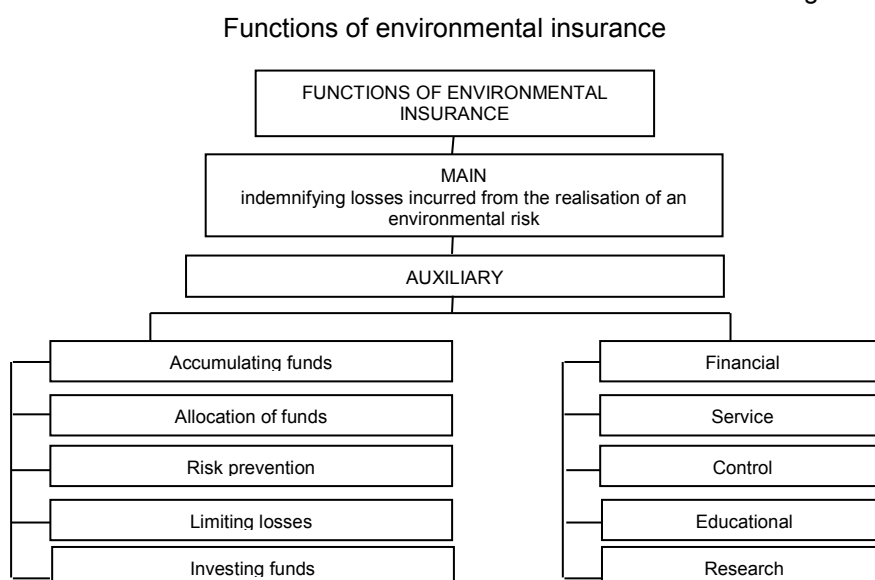 Functions of environmental insurance
FUNCTIONS OF ENVIRONMENTAL
INSURANCE
MAIN
indemnifying losses incurred from the realisation of an
environmental risk
AUXILIARY
Accumulating funds
Allocation of funds
Risk prevention
Limiting losses
Investing funds
Financial
Service
Control
Educational
Research